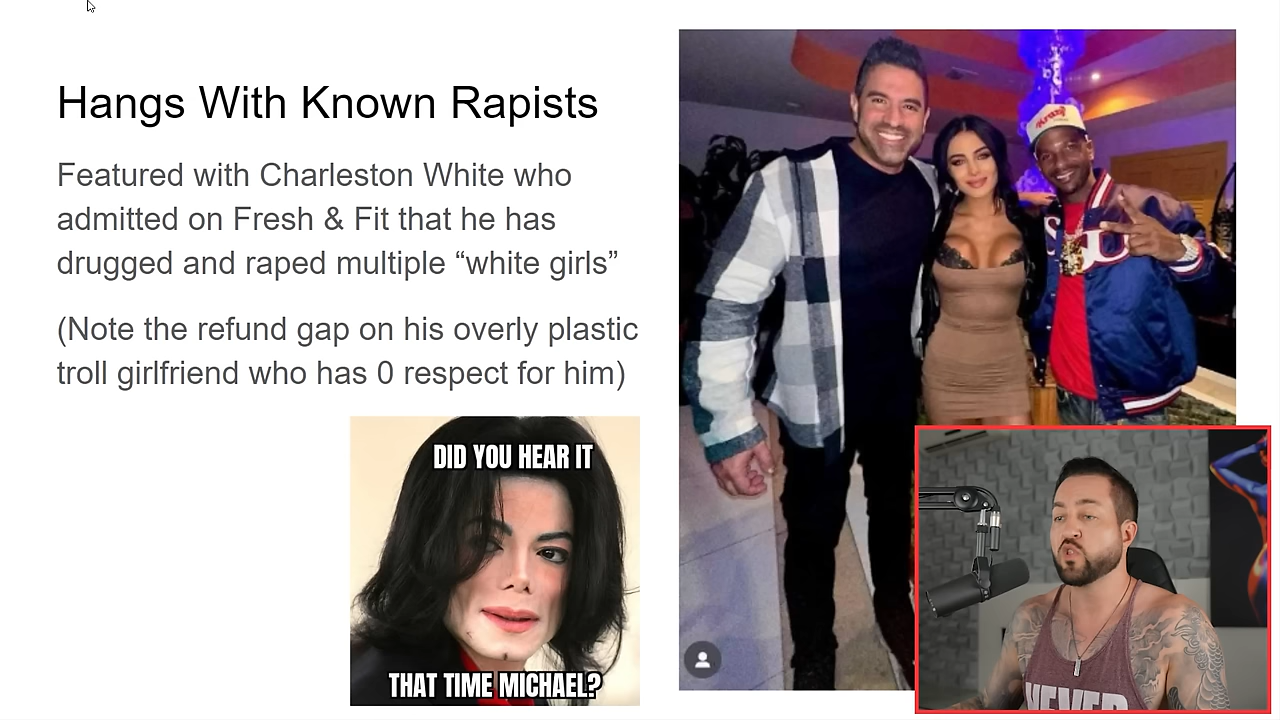 Hangs With Known Rapists
Featured with Charleston White who
admitted on Fresh & Fit that he has
drugged and raped multiple “white girls”
(Note the refund gap on his overly plastic
troll girlfriend who has 0 respect for him)
DID YOU HEAR IT
THAT TIME MICHAEL?
NEVER